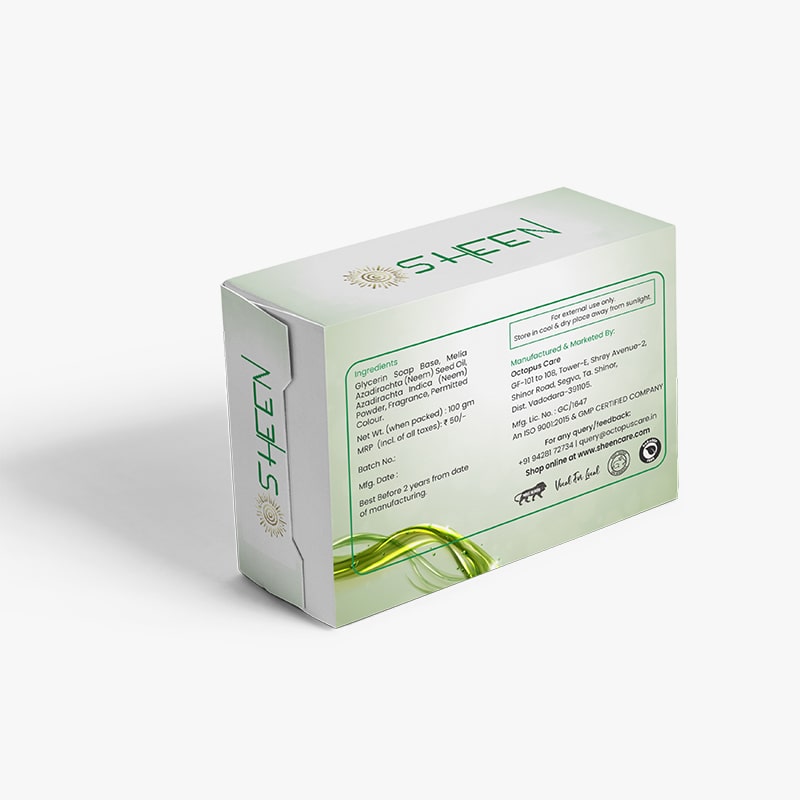 SHEEN
SHEEN
Ingredients
Glycerin Soap Base, Melia
Azadirachta (Neem) Seed Oil,
Azadirachta Indica (Neem)
Powder, Fragrance, Permitted
Colour.
Net Wt. (when packed) : 100 gm
MRP (incl. of all taxes): ₹ 50/-
Batch No.:
Mfg. Date :
Best Before 2 years from date
of manufacturing.
For external use only.
Store in cool & dry place away from sunlight.
Manufactured & Marketed By:
Octopus Care
GF-101 to 108, Tower-E, Shrey Avenue-2,
Shinor Road, Segva, Ta. Shinor,
Dist. Vadodara-391105.
Mfg. Lic. No. : GC/1647
An ISO 9001:2015 & GMP CERTIFIED COMPANY
For any query/feedback:
+91 94281 72734 | query@octopuscare.in
Shop online at www.sheencare.com
Vocal For Local